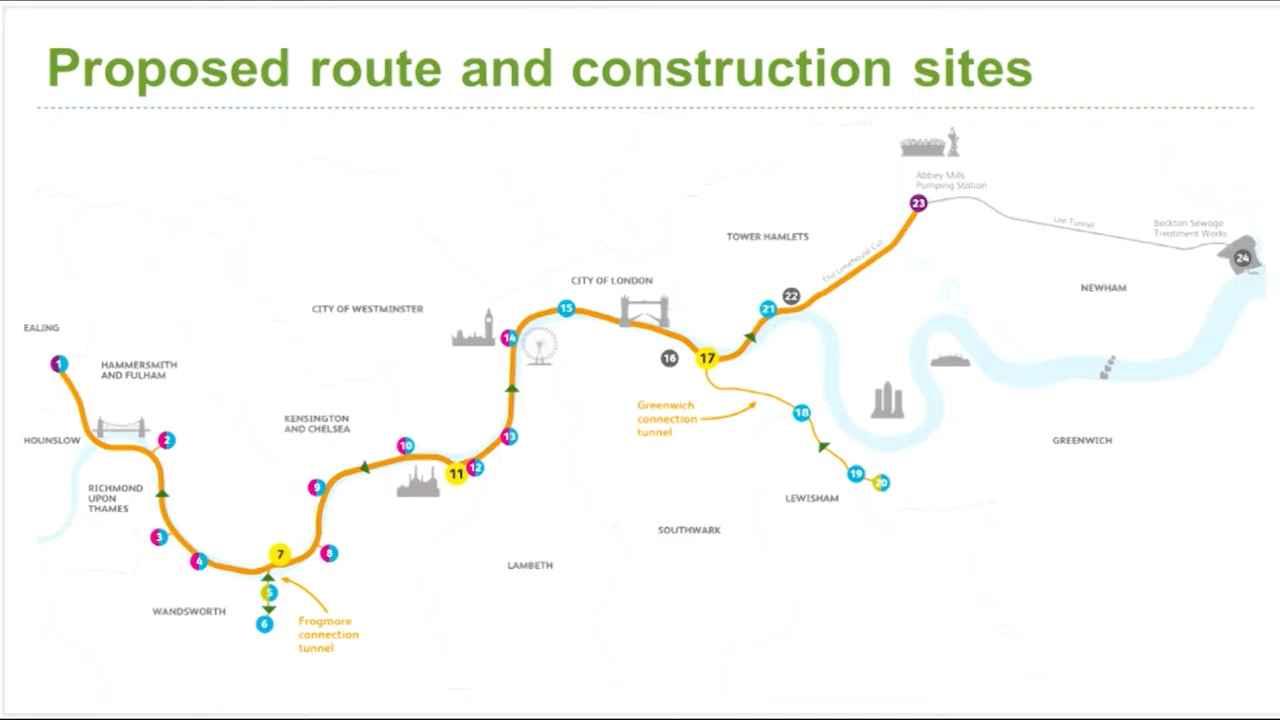 Proposed route and construction sites
Abbey Mills
Pumping Station
23
Lee Tunnel
Beckton Sewage
Treatment Works
24
TOWER HAMLETS
The Limehouse Cut
CITY OF LONDON
NEWHAM
22
21
15
CITY OF WESTMINSTER
EALING
14
16
17
1
HAMMERSMITH
AND FULHAM
Greenwich
connection
tunnel
18
KENSINGTON
AND CHELSEA
HOUNSLOW
2
10
13
GREENWICH
11
12
19
20
9
RICHMOND
UPON
THAMES
LEWISHAM
SOUTHWARK
3
4
7
8
LAMBETH
5
WANDSWORTH
6
Frogmore
connection
tunnel